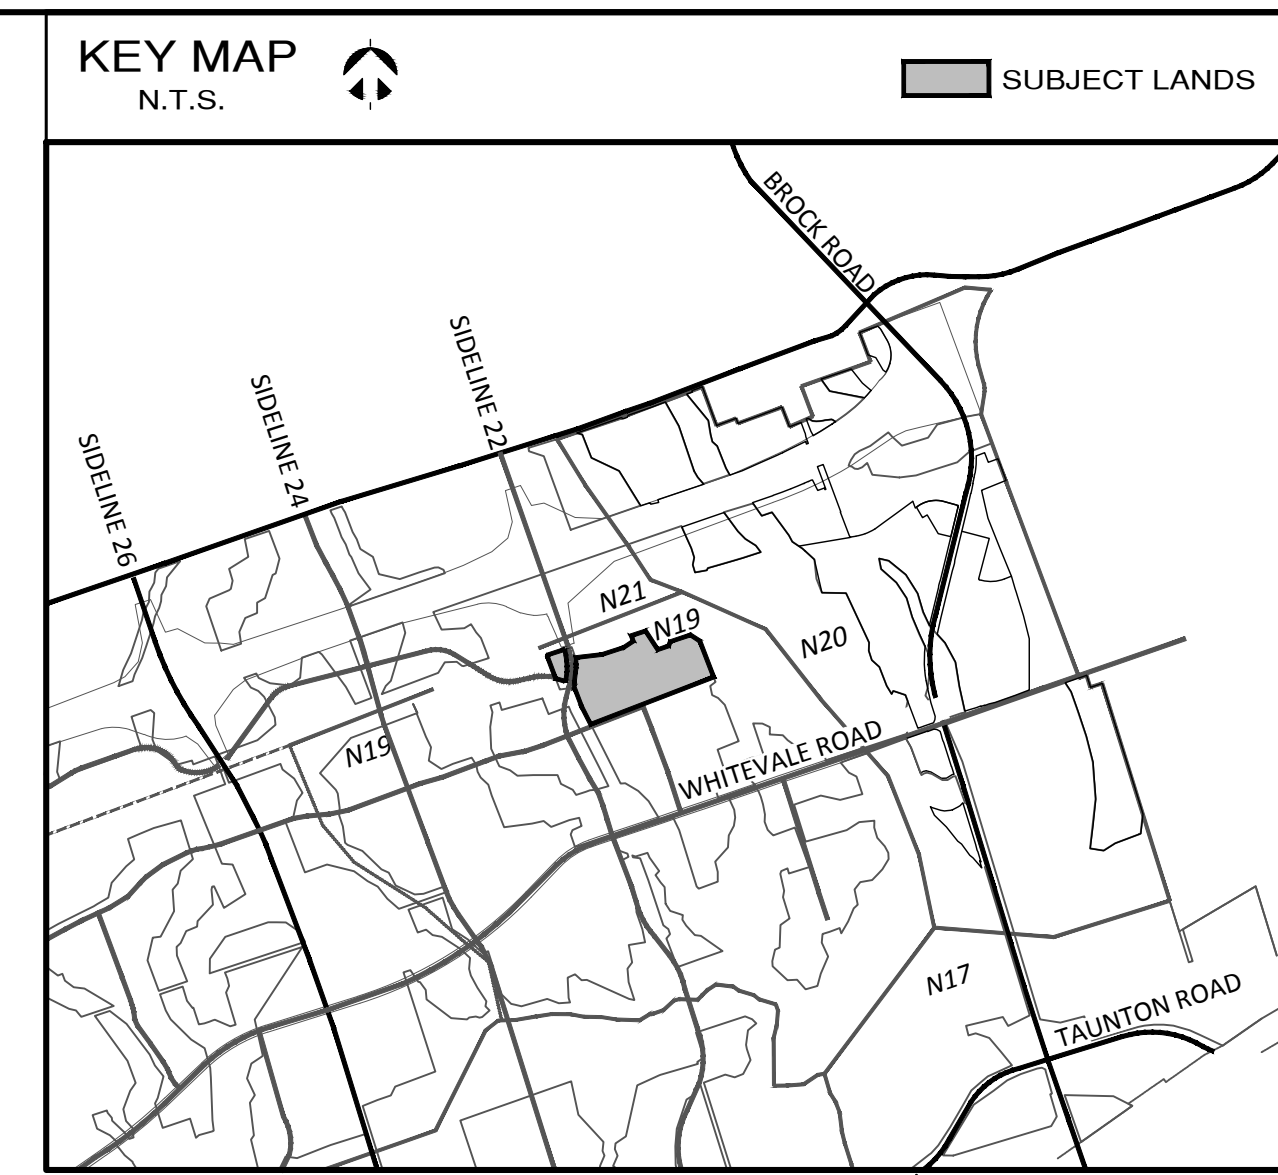 KEY MAP
N.T.S.
SUBJECT LANDS
BROCK ROAD
SIDELINE 22
SIDELINE 24
SIDELINE 26
N21
N19
N20
N19
WHITEVALE ROAD
N17
TAUNTON ROAD